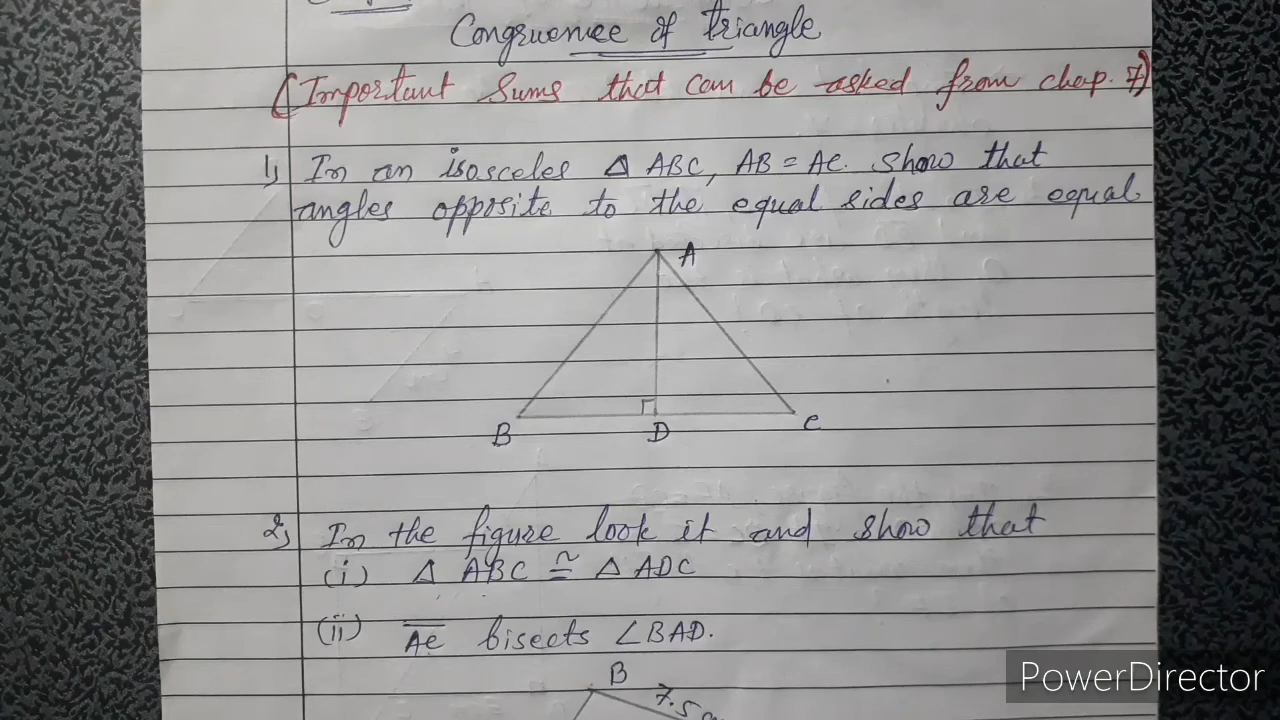 Congruence of triangle
(Important Sums that can be asked from chap. 7)
1) In an isosceles Δ ABC, AB = AC. Show that
angles opposite to the equal sides are equal.
A
B D C
2) In the figure look it and show that
(i) Δ ABC ≅ Δ ADC
(ii) A̅C̅ bisects ∠BAD.
B
7.5
PowerDirector